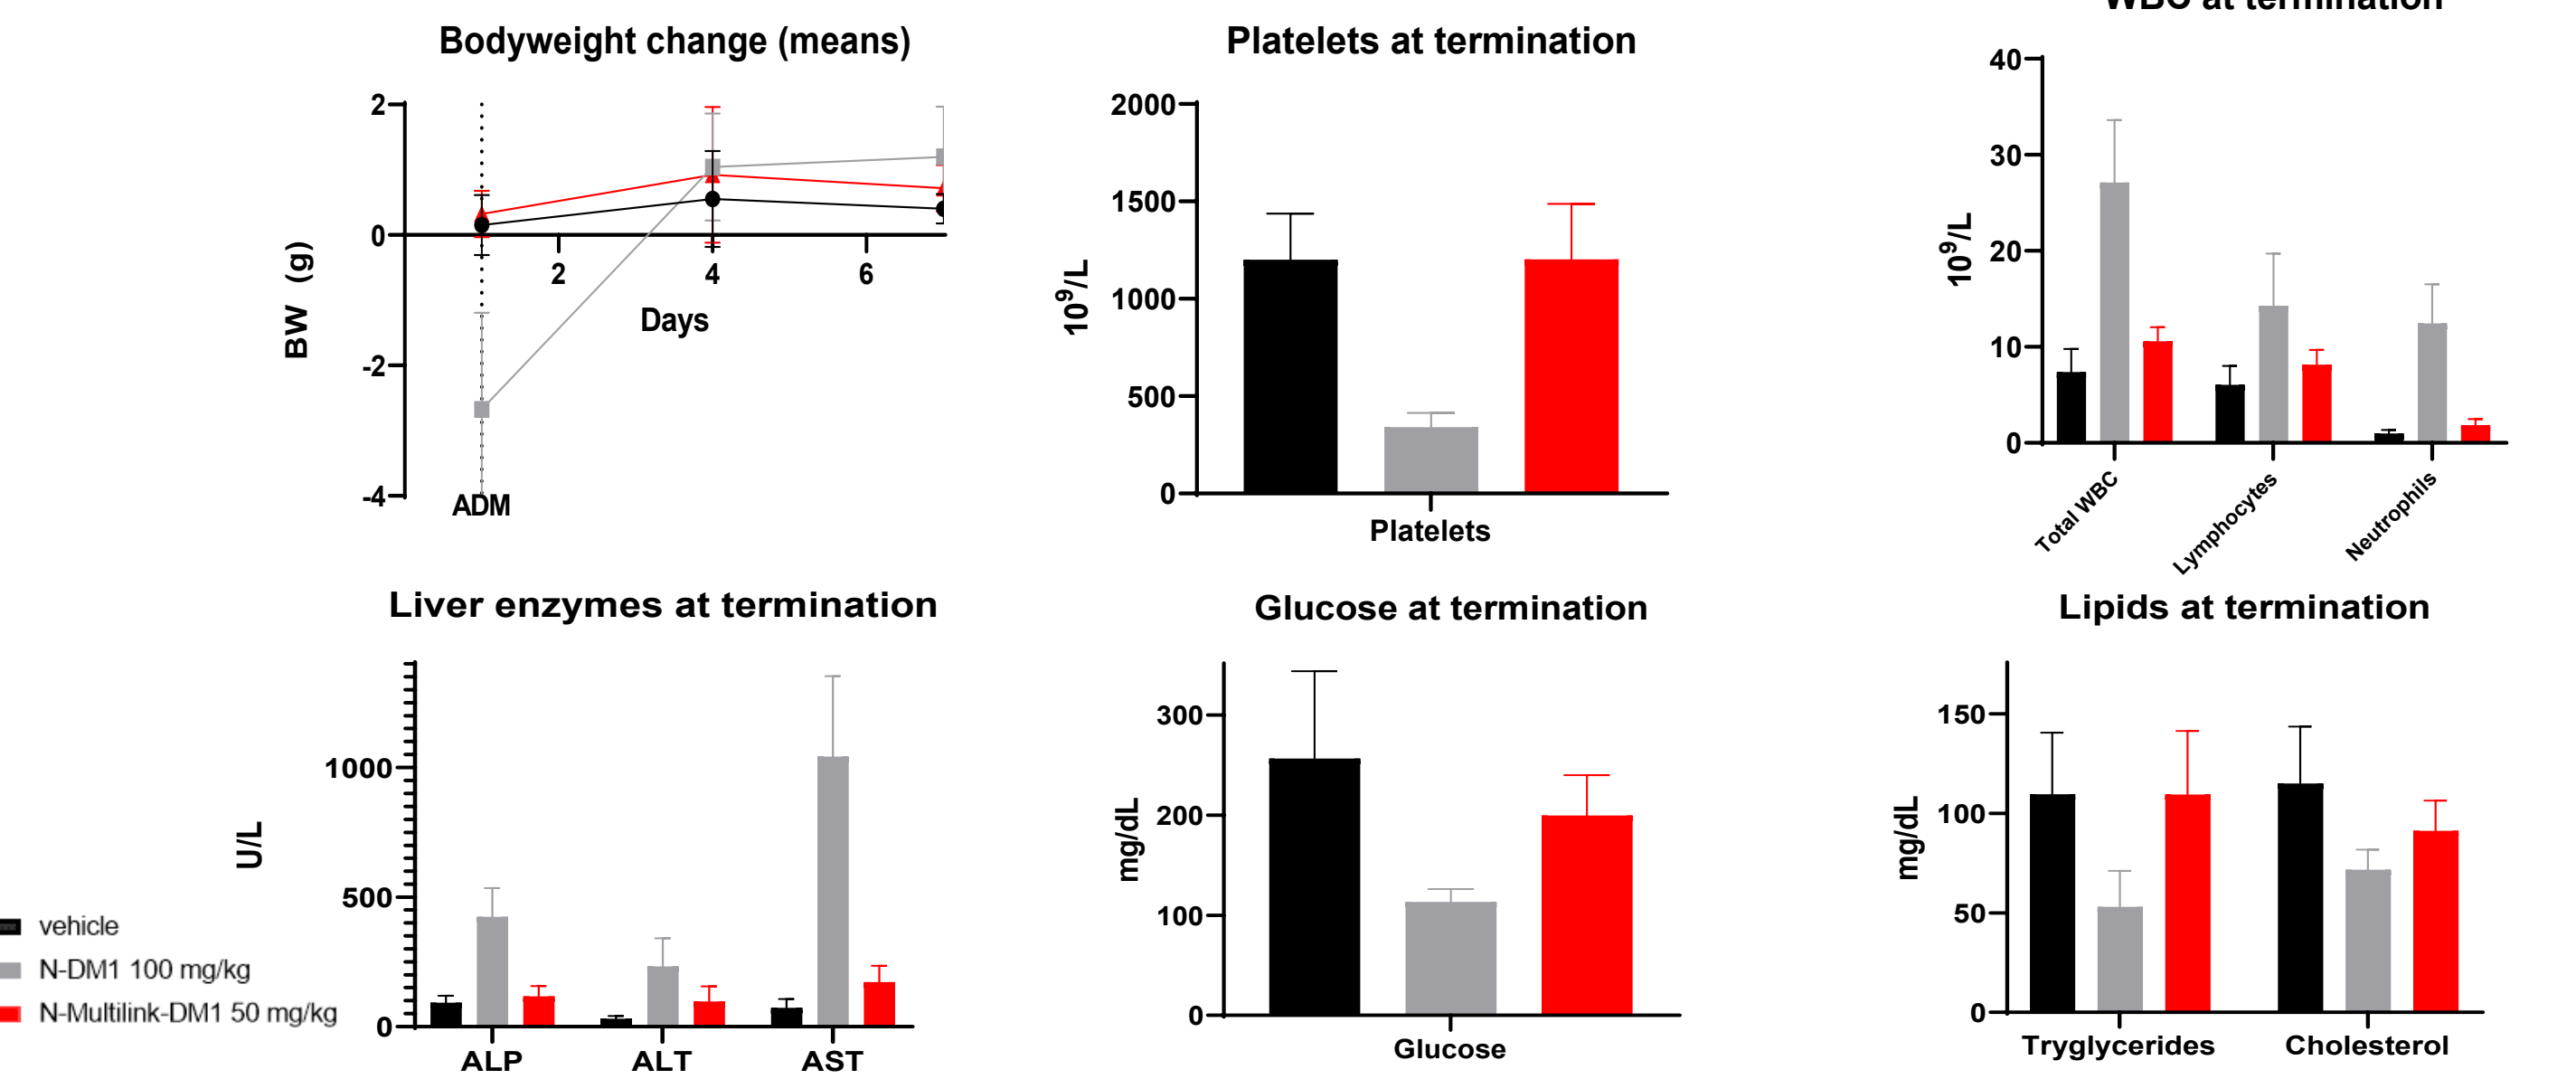 WBC at termination
Bodyweight change (means)
2
0
-2
-4
BW (g)
2
4
6
Days
ADM
Platelets at termination
2000
1500
1000
500
0
10⁹/L
Platelets
40
30
20
10
0
10⁹/L
Total WBC
Lymphocytes
Neutrophils
Liver enzymes at termination
1000
500
0
U/L
ALP
ALT
AST
vehicle
N-DM1 100 mg/kg
N-Multilink-DM1 50 mg/kg
Glucose at termination
300
200
100
0
mg/dL
Glucose
Lipids at termination
150
100
50
0
mg/dL
Tryglycerides
Cholesterol